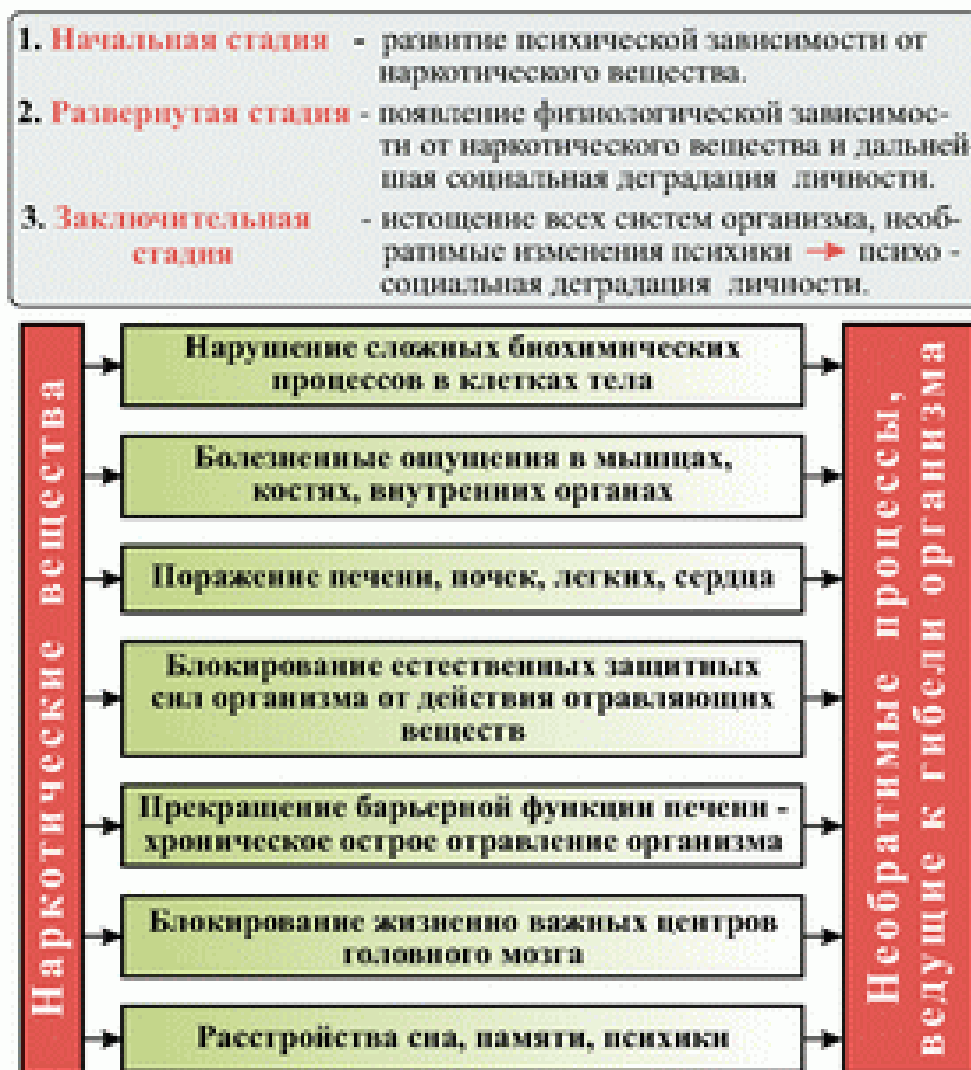 1. Начальная стадия - развитие психической зависимости от
наркотического вещества.
2. Развернутая стадия - появление физиологической зависимос-
ти от наркотического вещества и дальней-
шая социальная деградация личности.
3. Заключительная - истощение всех систем организма, необ-
стадия ратимые изменения психики → психо -
социальная деградация личности.
Наркотические вещества
Нарушение сложных биохимических
процессов в клетках тела
Болезненные ощущения в мышцах,
костях, внутренних органах
Поражение печени, почек, легких, сердца
Блокирование естественных защитных
сил организма от действия отравляющих
веществ
Прекращение барьерной функции печени -
хроническое острое отравление организма
Блокирование жизненно важных центров
головного мозга
Расстройства сна, памяти, психики
Необратимые процессы,
ведущие к гибели организма